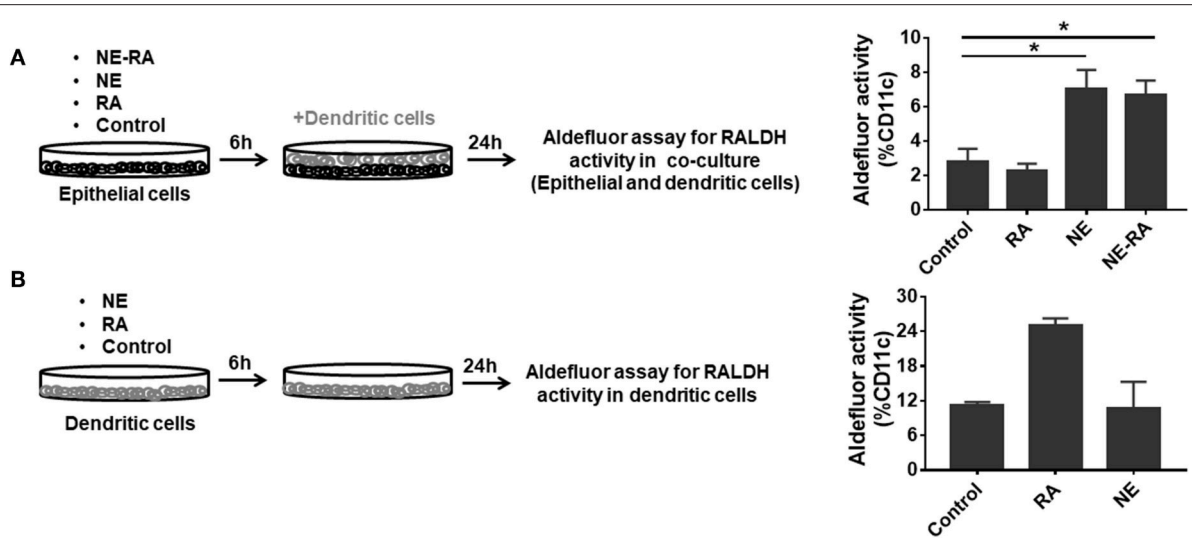 A
• NE-RA
• NE
• RA
• Control
6h
+Dendritic cells
24h
Epithelial cells
Aldefluor assay for RALDH
activity in co-culture
(Epithelial and dendritic cells)
Aldefluor activity
(%CD11c)
10
8
6
4
2
0
*
*
Control
RA
NE
NE-RA
B
• NE
• RA
• Control
6h
24h
Dendritic cells
Aldefluor assay for RALDH
activity in dendritic cells
Aldefluor activity
(%CD11c)
30
24
18
12
6
0
Control
RA
NE